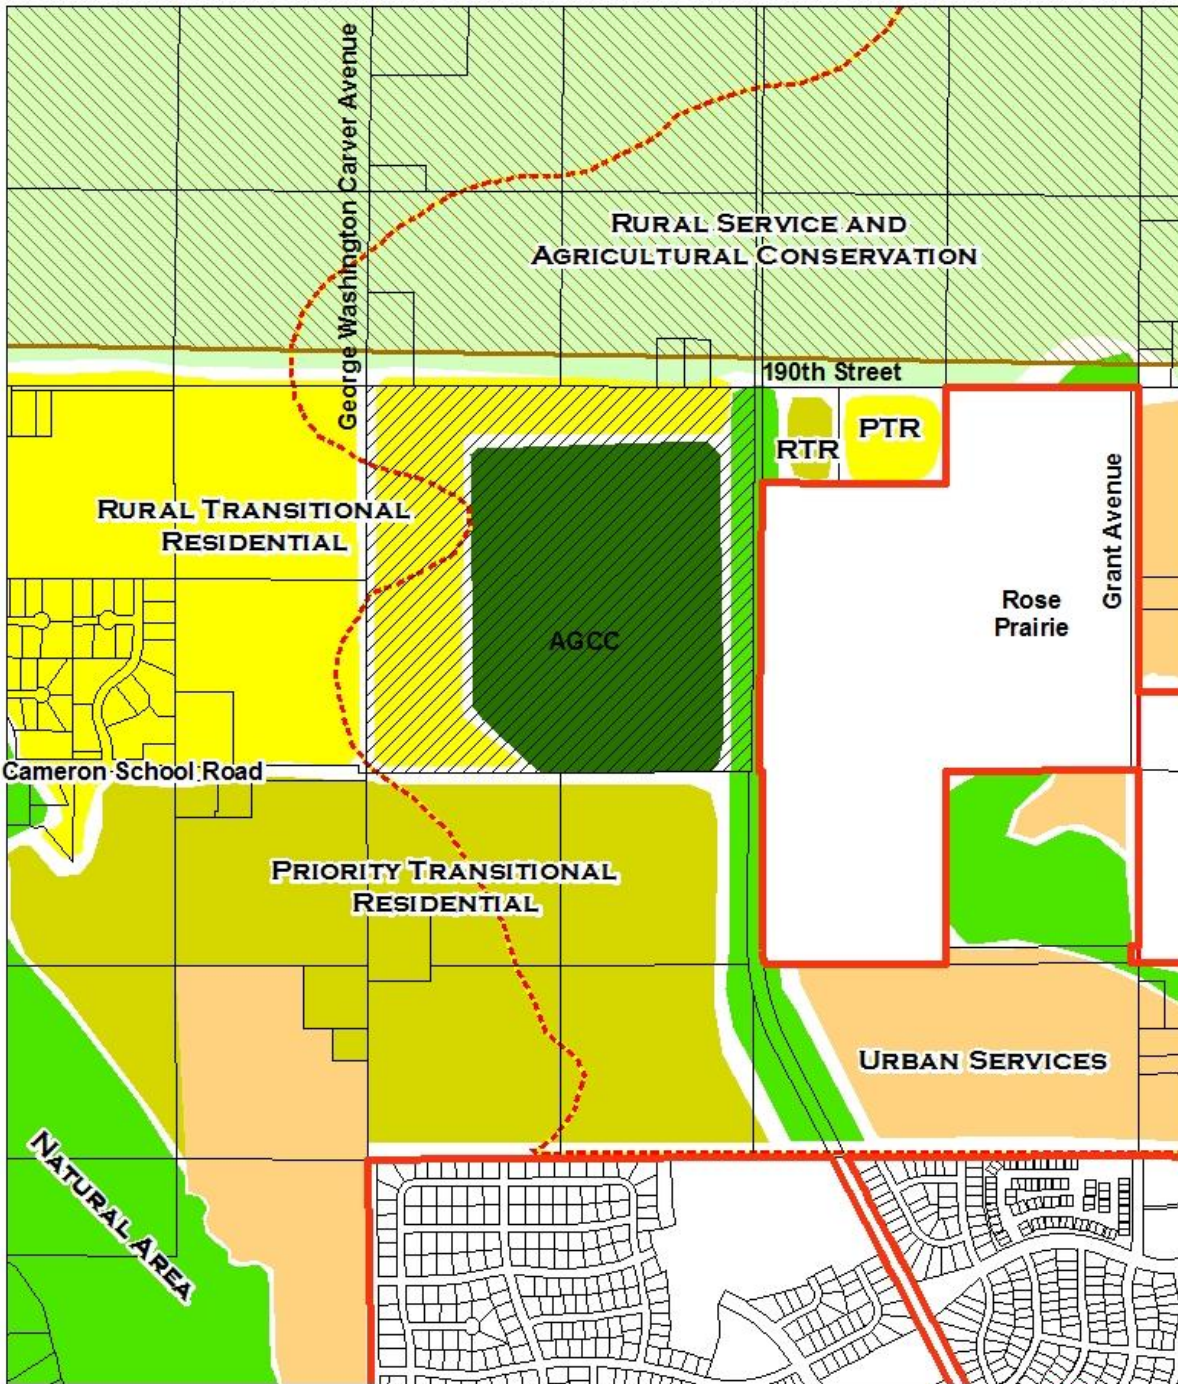 George Washington Carver Avenue
RURAL SERVICE AND
AGRICULTURAL CONSERVATION
190th Street
RTR
PTR
RURAL TRANSITIONAL
RESIDENTIAL
Grant Avenue
Rose
Prairie
AGCC
Cameron School Road
PRIORITY TRANSITIONAL
RESIDENTIAL
URBAN SERVICES
NATURAL AREA